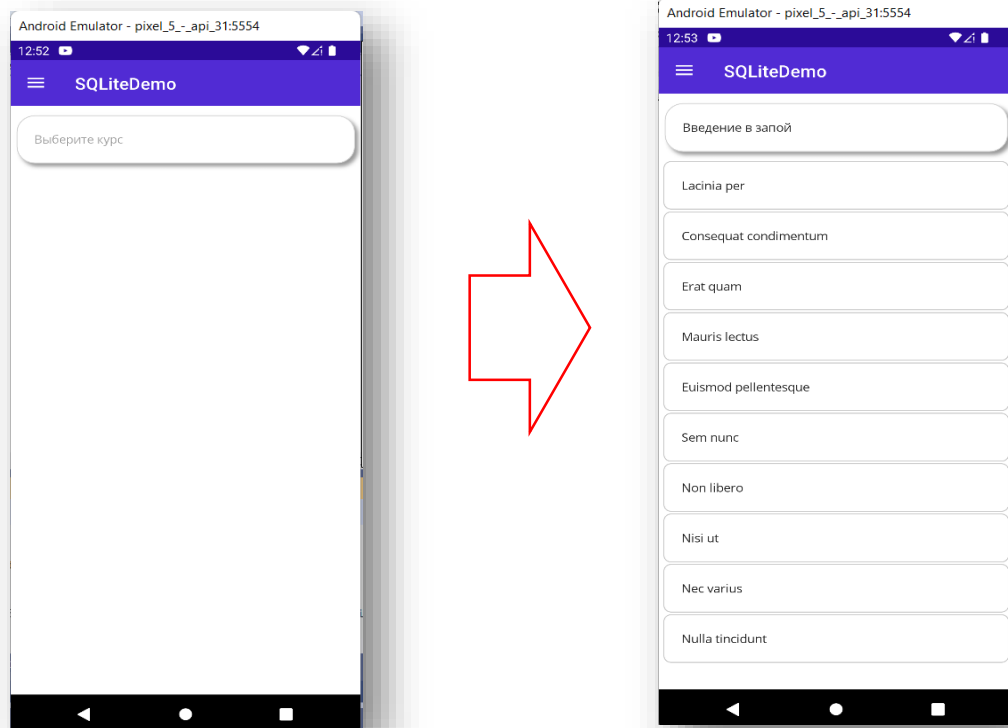 Android Emulator - pixel_5_-_api_31:5554
12:52
SQLiteDemo
Выберите курс
Android Emulator - pixel_5_-_api_31:5554
12:53
SQLiteDemo
Введение в запой
Lacinia per
Consequat condimentum
Erat quam
Mauris lectus
Euismod pellentesque
Sem nunc
Non libero
Nisi ut
Nec varius
Nulla tincidunt